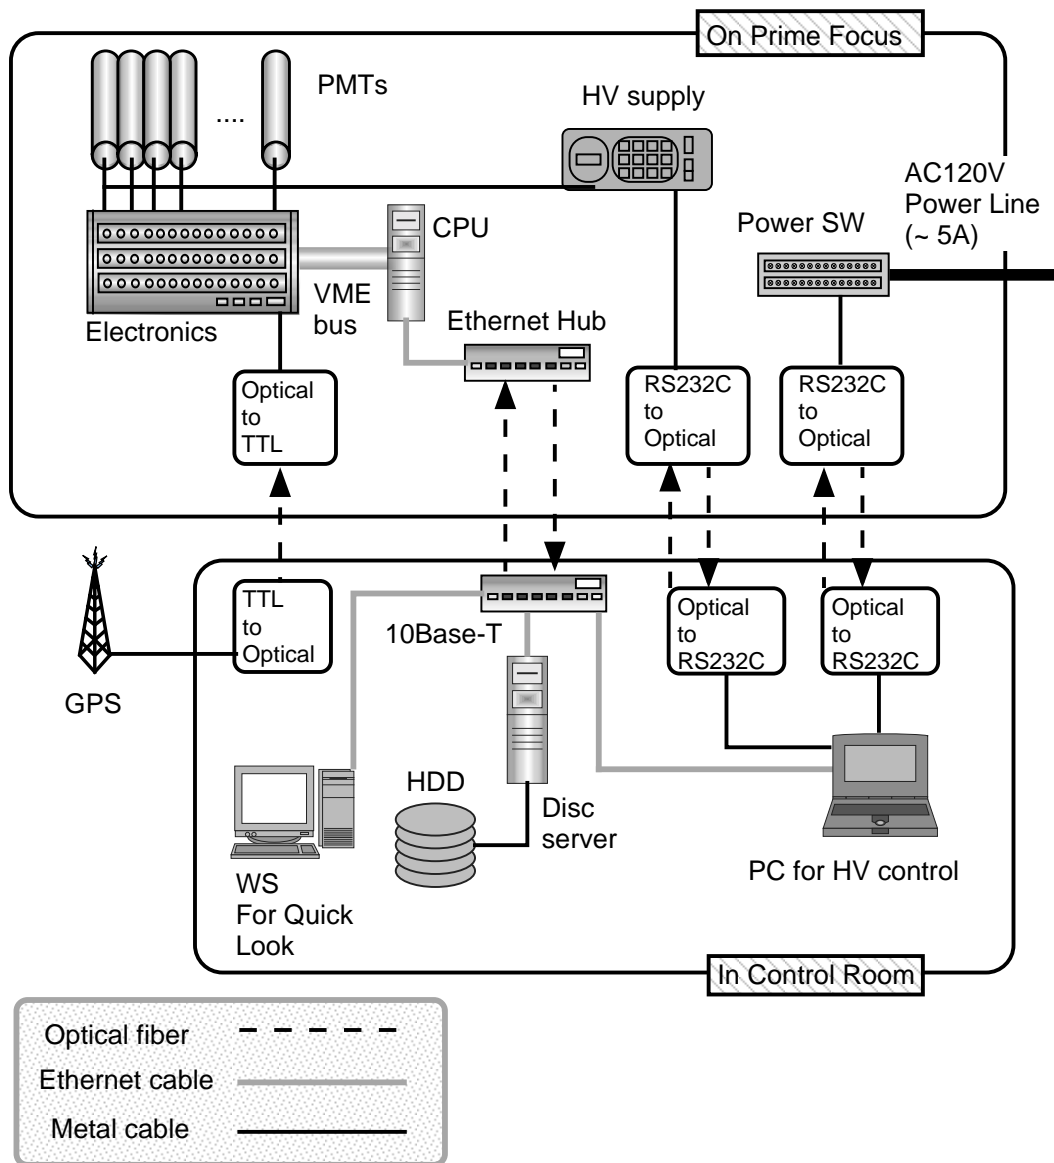 On Prime Focus
PMTs
....
HV supply
AC120V
Power Line
(~ 5A)
Power SW
CPU
VME
bus
Electronics
Ethernet Hub
Optical
to
TTL
RS232C
to
Optical
RS232C
to
Optical
TTL
to
Optical
GPS
10Base-T
Optical
to
RS232C
Optical
to
RS232C
HDD
Disc
server
WS
For Quick
Look
PC for HV control
In Control Room
Optical fiber
Ethernet cable
Metal cable